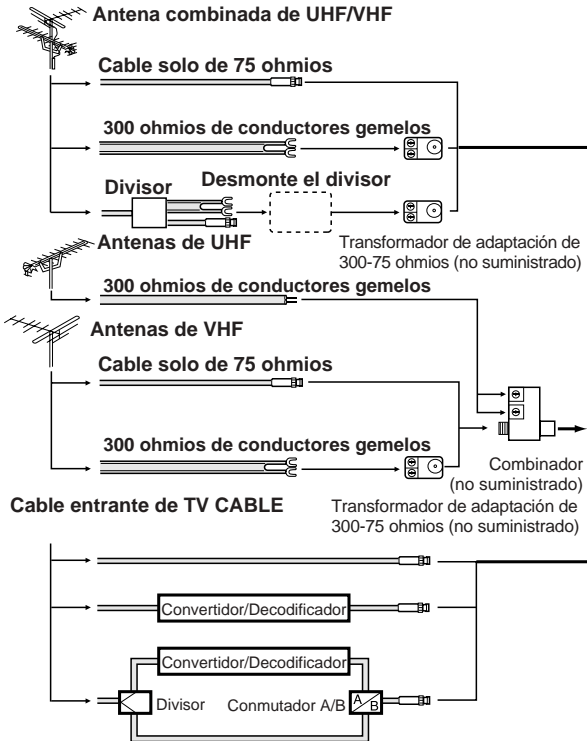 Antena combinada de UHF/VHF
Cable solo de 75 ohmios
300 ohmios de conductores gemelos
Divisor
Desmonte el divisor
Transformador de adaptación de
300-75 ohmios (no suministrado)
Antenas de UHF
300 ohmios de conductores gemelos
Antenas de VHF
Cable solo de 75 ohmios
300 ohmios de conductores gemelos
Combinador
(no suministrado)
Transformador de adaptación de
300-75 ohmios (no suministrado)
Cable entrante de TV CABLE
Convertidor/Decodificador
Convertidor/Decodificador
Divisor
Conmutador A/B
A/B